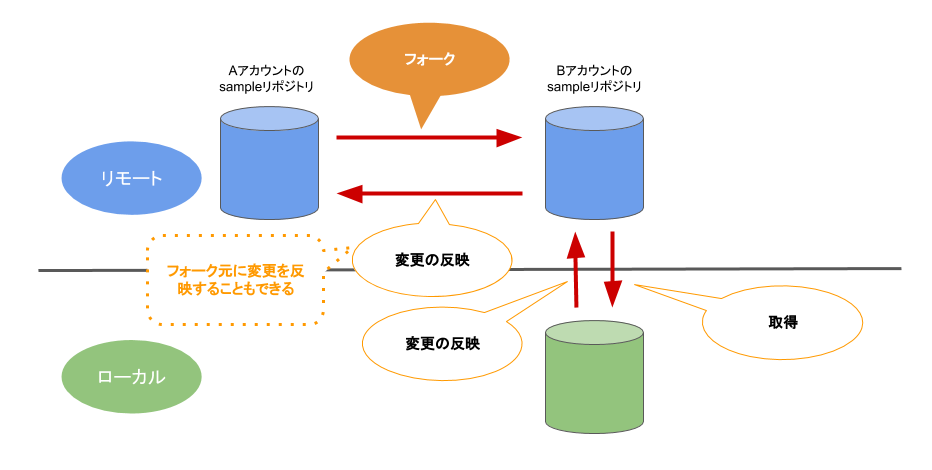 フォーク
Aアカウントの
sampleリポジトリ
Bアカウントの
sampleリポジトリ
リモート
変更の反映
フォーク元に変更を反
映することもできる
変更の反映
取得
ローカル